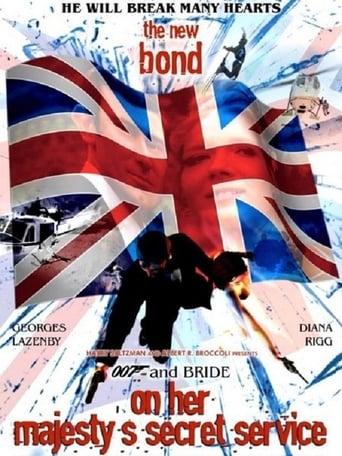 HE WILL BREAK MANY HEARTS
the new
bond
GEORGES
LAZENBY
DIANA
RIGG
HARRY SALTZMAN AND ALBERT R. BROCCOLI PRESENTS
007 and BRIDE
on her
majesty s secret service